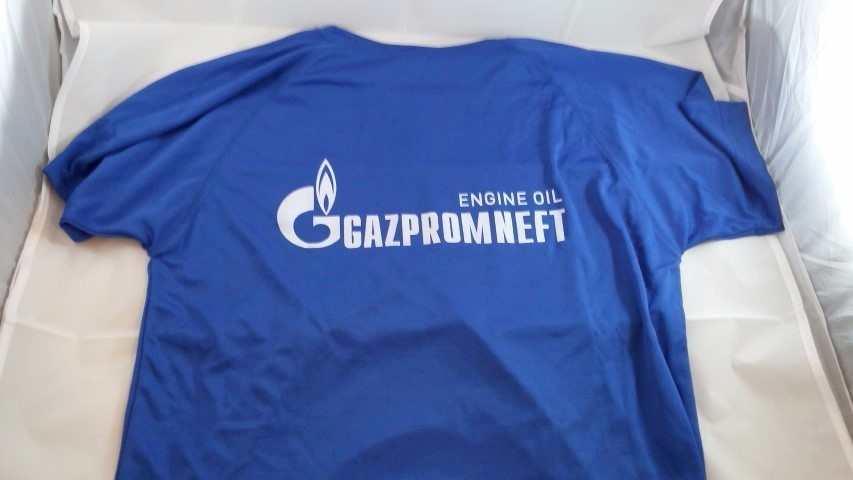 ENGINE OIL
GAZPROMNEFT